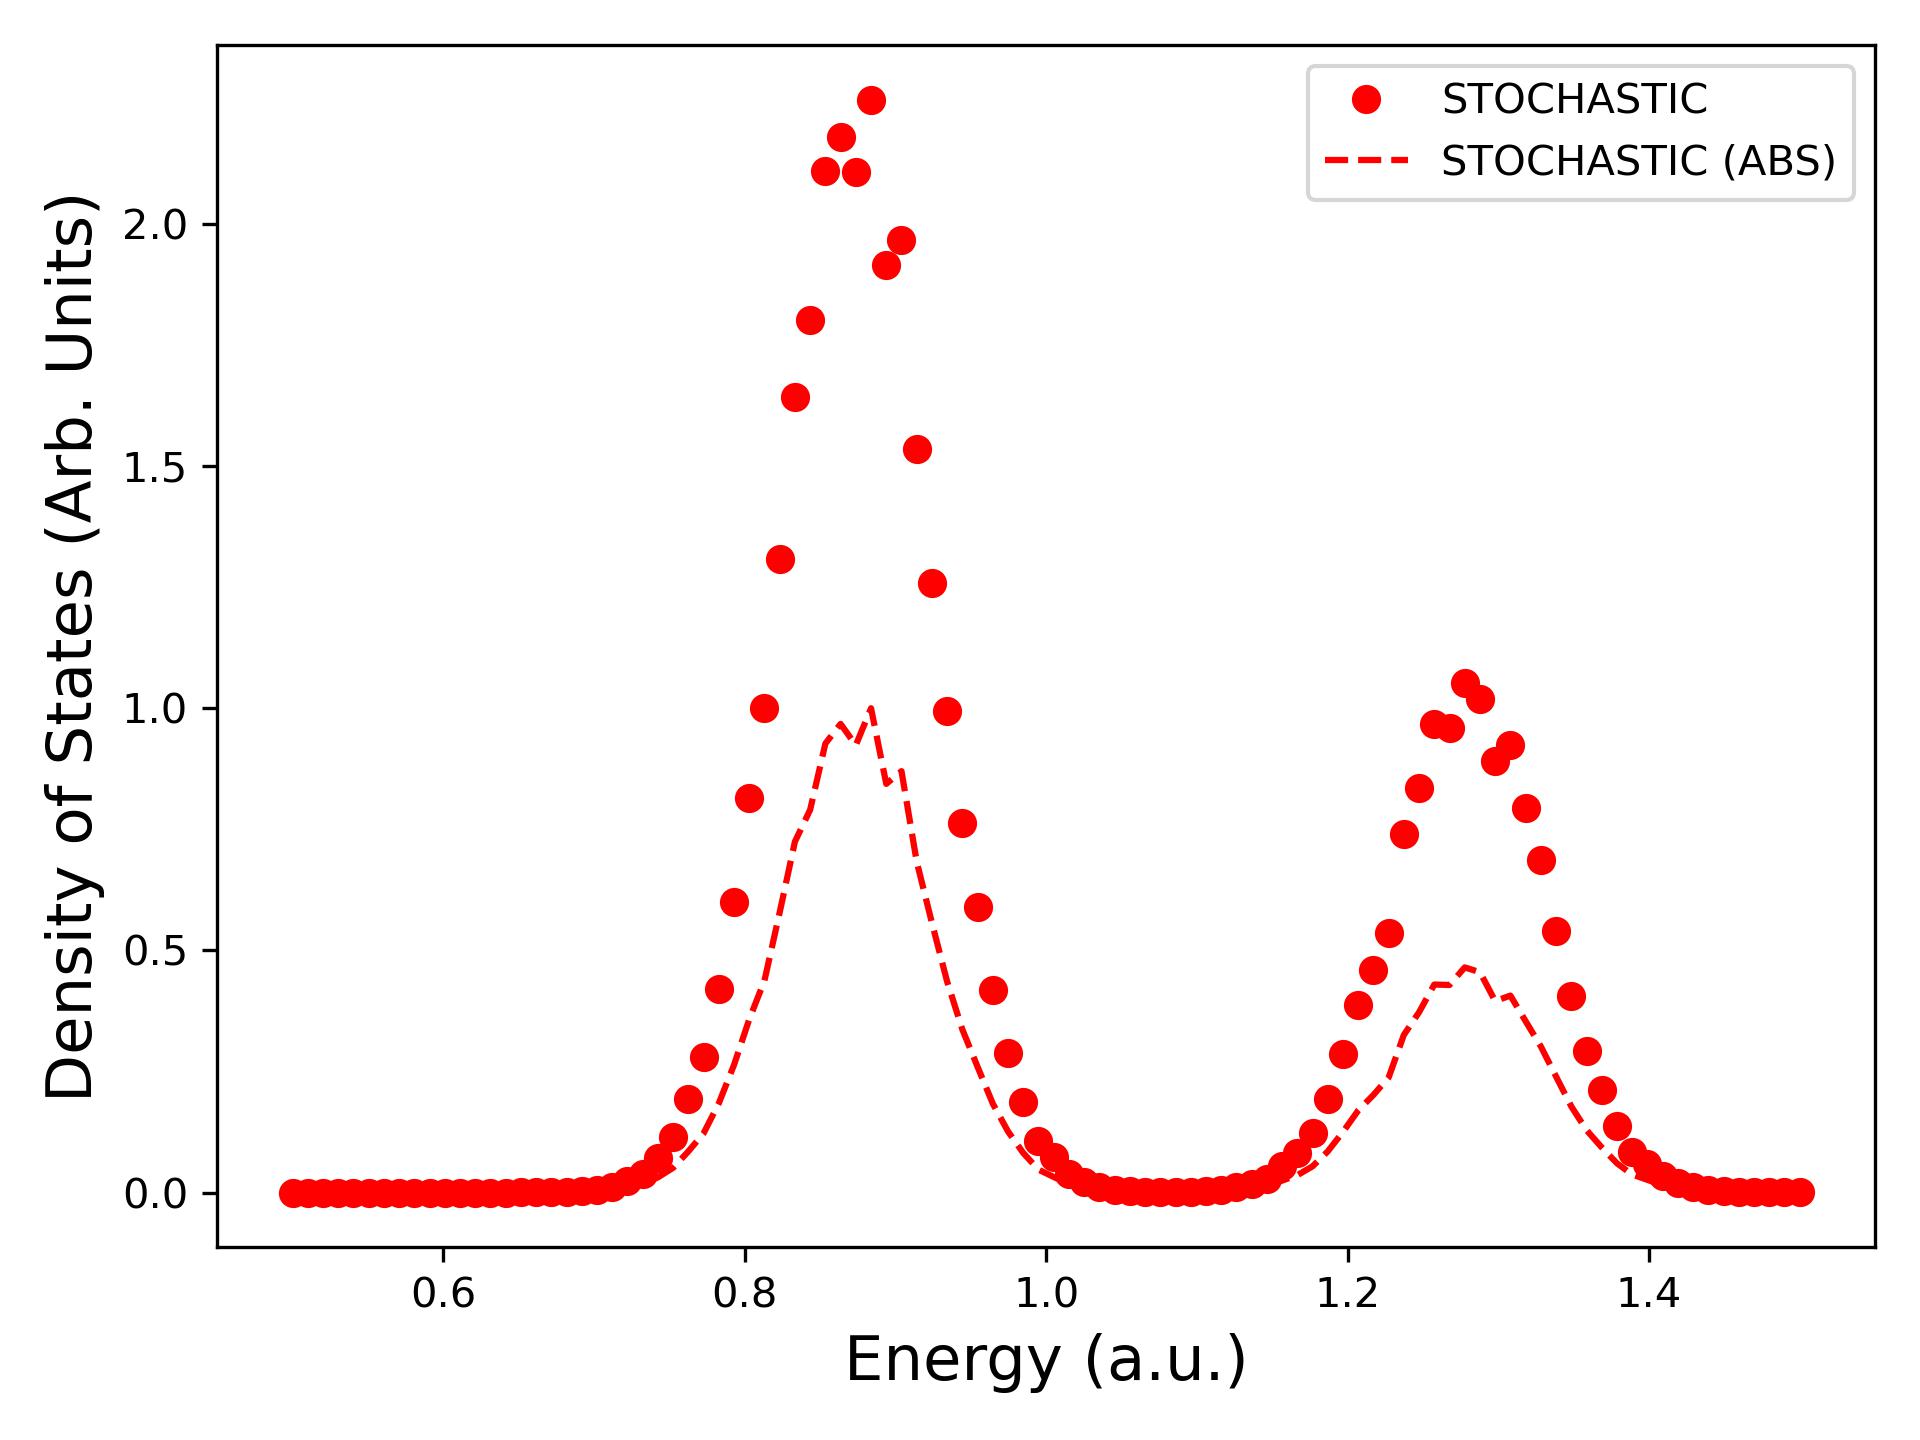 STOCHASTIC
STOCHASTIC (ABS)
Density of States (Arb. Units)
2.0
1.5
1.0
0.5
0.0
0.6 0.8 1.0 1.2 1.4
Energy (a.u.)